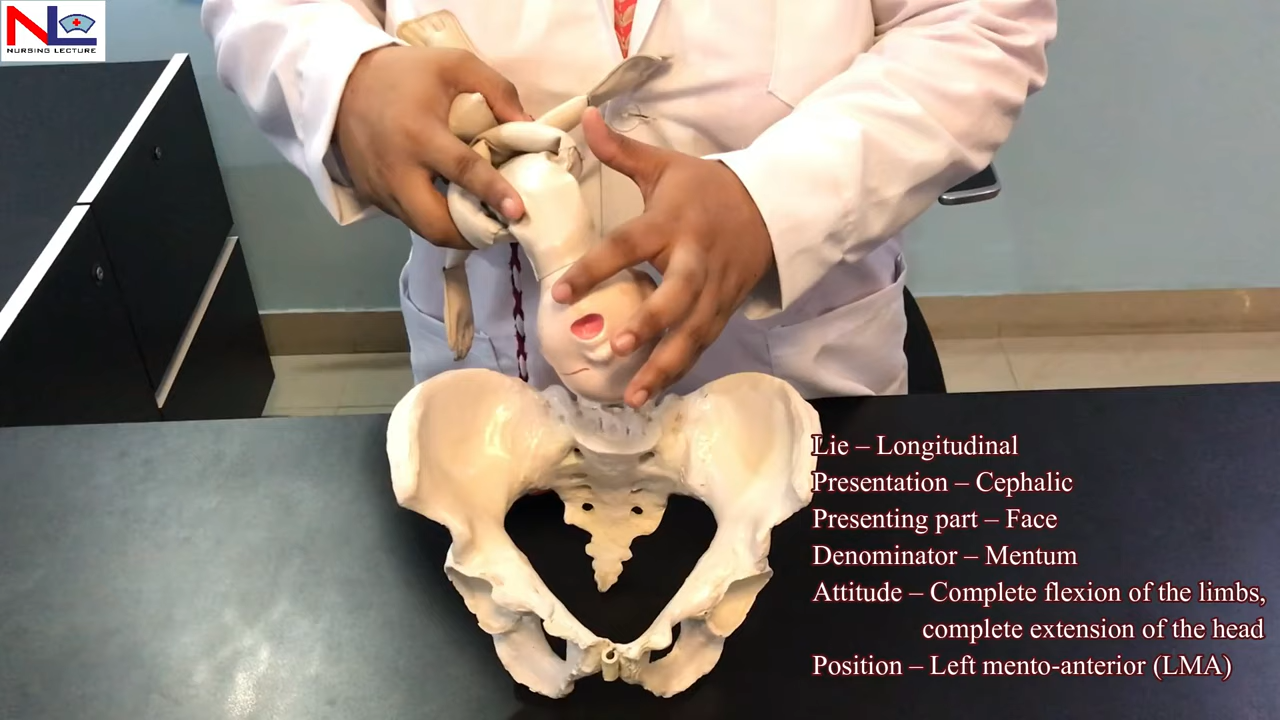 NL
NURSING LECTURE
Lie – Longitudinal
Presentation – Cephalic
Presenting part – Face
Denominator – Mentum
Attitude – Complete flexion of the limbs,
complete extension of the head
Position – Left mento-anterior (LMA)